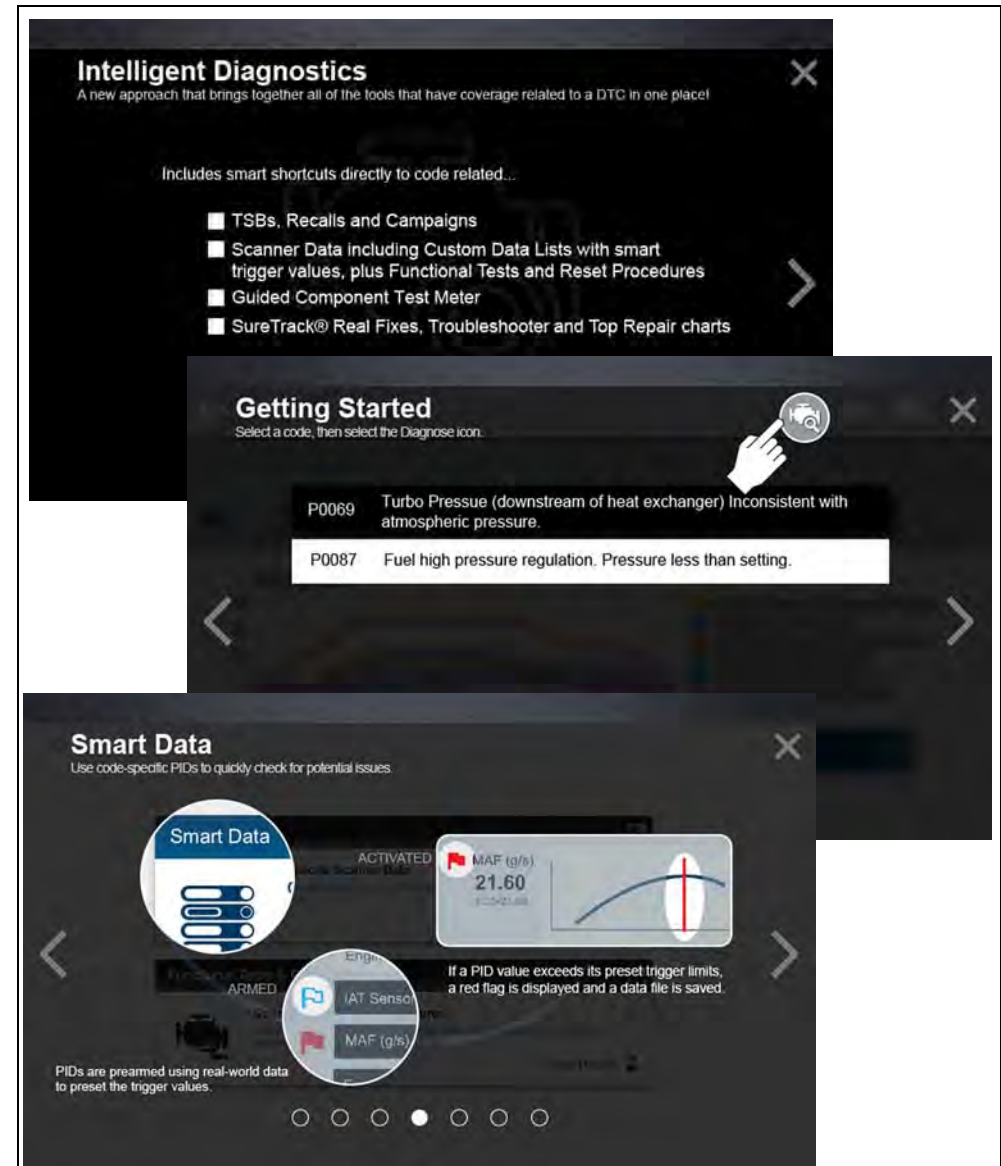 Intelligent Diagnostics
A new approach that brings together all of the tools that have coverage related to a DTC in one place!
Includes smart shortcuts directly to code related...
TSBs, Recalls and Campaigns
Scanner Data including Custom Data Lists with smart
trigger values, plus Functional Tests and Reset Procedures
Guided Component Test Meter
SureTrack® Real Fixes, Troubleshooter and Top Repair charts
Getting Started
Select a code, then select the Diagnose icon.
P0069 Turbo Pressue (downstream of heat exchanger) Inconsistent with
atmospheric pressure.
P0087 Fuel high pressure regulation. Pressure less than setting.
Smart Data
Use code-specific PIDs to quickly check for potential issues.
Smart Data
ACTIVATED
MAF (g/s)
21.60
If a PID value exceeds its preset trigger limits,
a red flag is displayed and a data file is saved.
ARMED
IAT Sensor
MAF (g/s)
PIDs are prearmed using real-world data
to preset the trigger values.